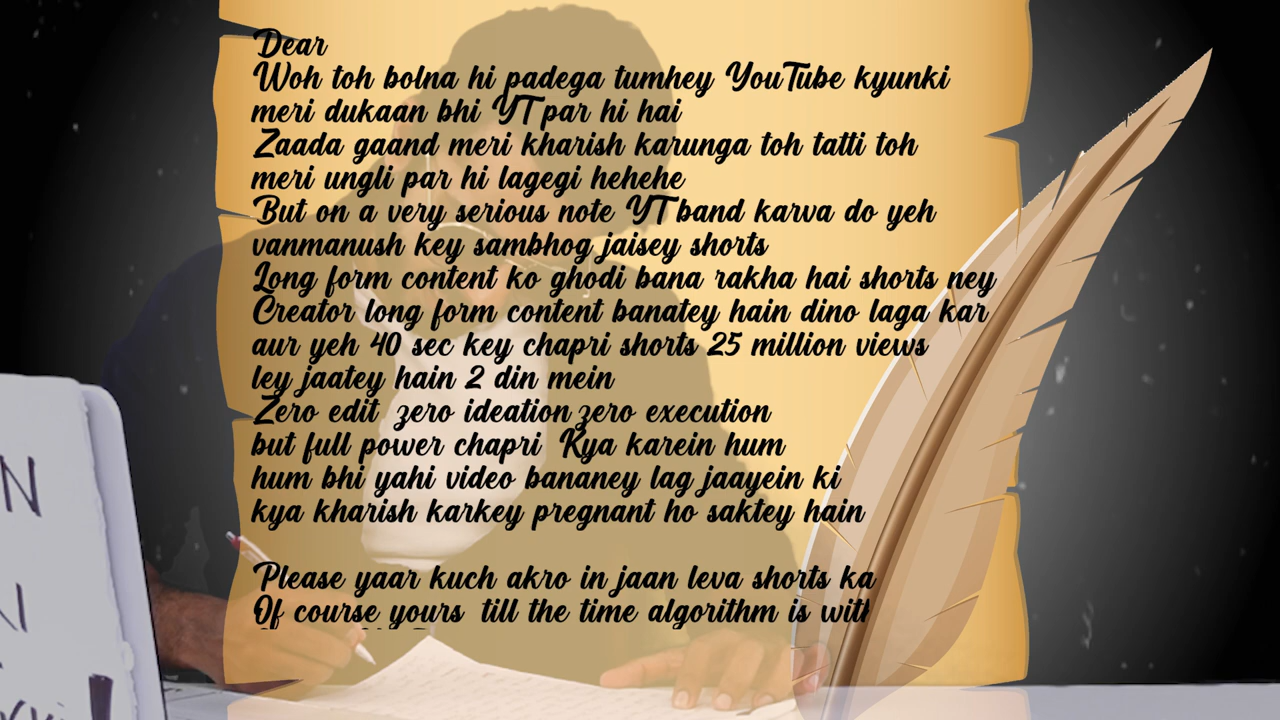 Dear
Woh toh bolna hi padega tumhey YouTube kyunki
meri dukaan bhi YT par hi hai
Zaada gaand meri kharish karunga toh tatti toh
meri ungli par hi lagegi hehehe
But on a very serious note YT band karva do yeh
vanmanush key sambhog jaisey shorts
Long form content ko ghodi bana rakha hai shorts ney
Creator long form content banatey hain dino laga kar
aur yeh 40 sec key chapri shorts 25 million views
ley jaatey hain 2 din mein
Zero edit zero ideation zero execution
but full power chapri Kya karein hum
hum bhi yahi video bananey lag jaayein ki
kya kharish karkey pregnant ho saktey hain
Please yaar kuch akro in jaan leva shorts ka
Of course yours till the time algorithm is with
N